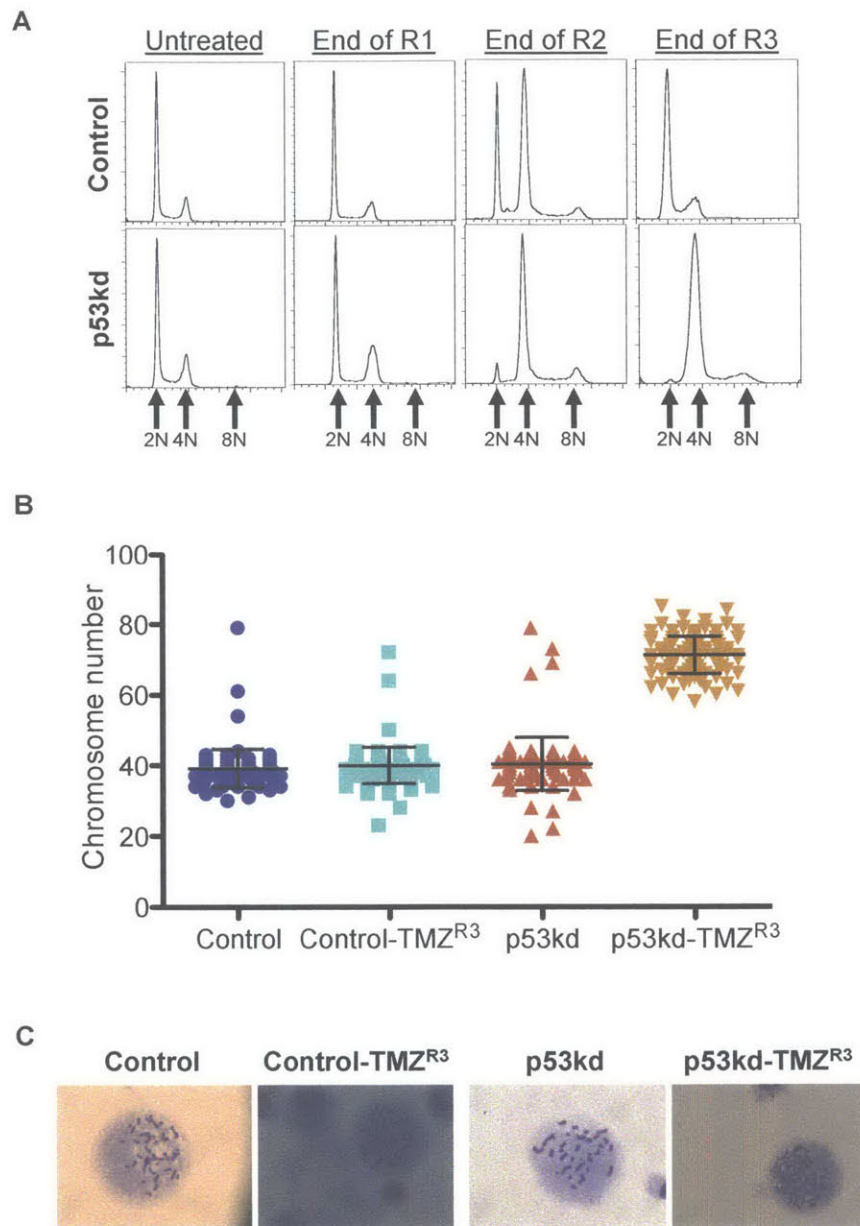 A
Untreated End of R1 End of R2 End of R3
Control
p53kd
2N 4N 8N 2N 4N 8N 2N 4N 8N 2N 4N 8N
B
Chromosome number
100
80
60
40
20
0
Control Control-TMZᴿ³ p53kd p53kd-TMZᴿ³
C
Control Control-TMZᴿ³ p53kd p53kd-TMZᴿ³